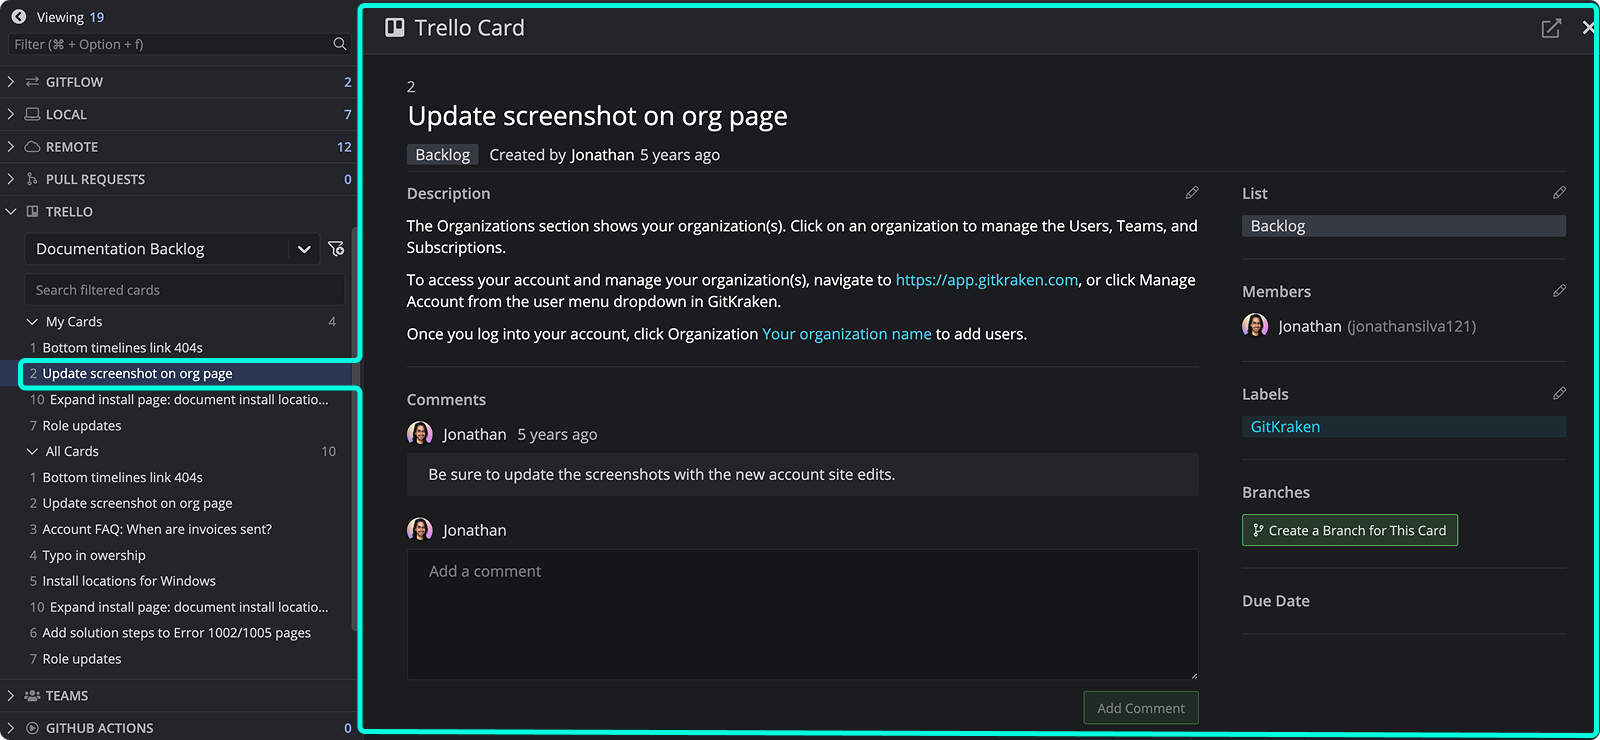 Viewing 19
Filter (⌘ + Option + f)
GITFLOW 2
LOCAL 7
REMOTE 12
PULL REQUESTS 0
TRELLO
Documentation Backlog
Search filtered cards
My Cards 4
1 Bottom timelines link 404s
2 Update screenshot on org page
10 Expand install page: document install locatio...
7 Role updates
All Cards 10
1 Bottom timelines link 404s
2 Update screenshot on org page
3 Account FAQ: When are invoices sent?
4 Typo in owership
5 Install locations for Windows
10 Expand install page: document install locatio...
6 Add solution steps to Error 1002/1005 pages
7 Role updates
TEAMS
GITHUB ACTIONS 0
Trello Card
2
Update screenshot on org page
Backlog Created by Jonathan 5 years ago
Description
The Organizations section shows your organization(s). Click on an organization to manage the Users, Teams, and
Subscriptions.
To access your account and manage your organization(s), navigate to https://app.gitkraken.com, or click Manage
Account from the user menu dropdown in GitKraken.
Once you log into your account, click Organization Your organization name to add users.
Comments
Jonathan 5 years ago
Be sure to update the screenshots with the new account site edits.
Jonathan
Add a comment
Add Comment
List
Backlog
Members
Jonathan (jonathansilva121)
Labels
GitKraken
Branches
Create a Branch for This Card
Due Date